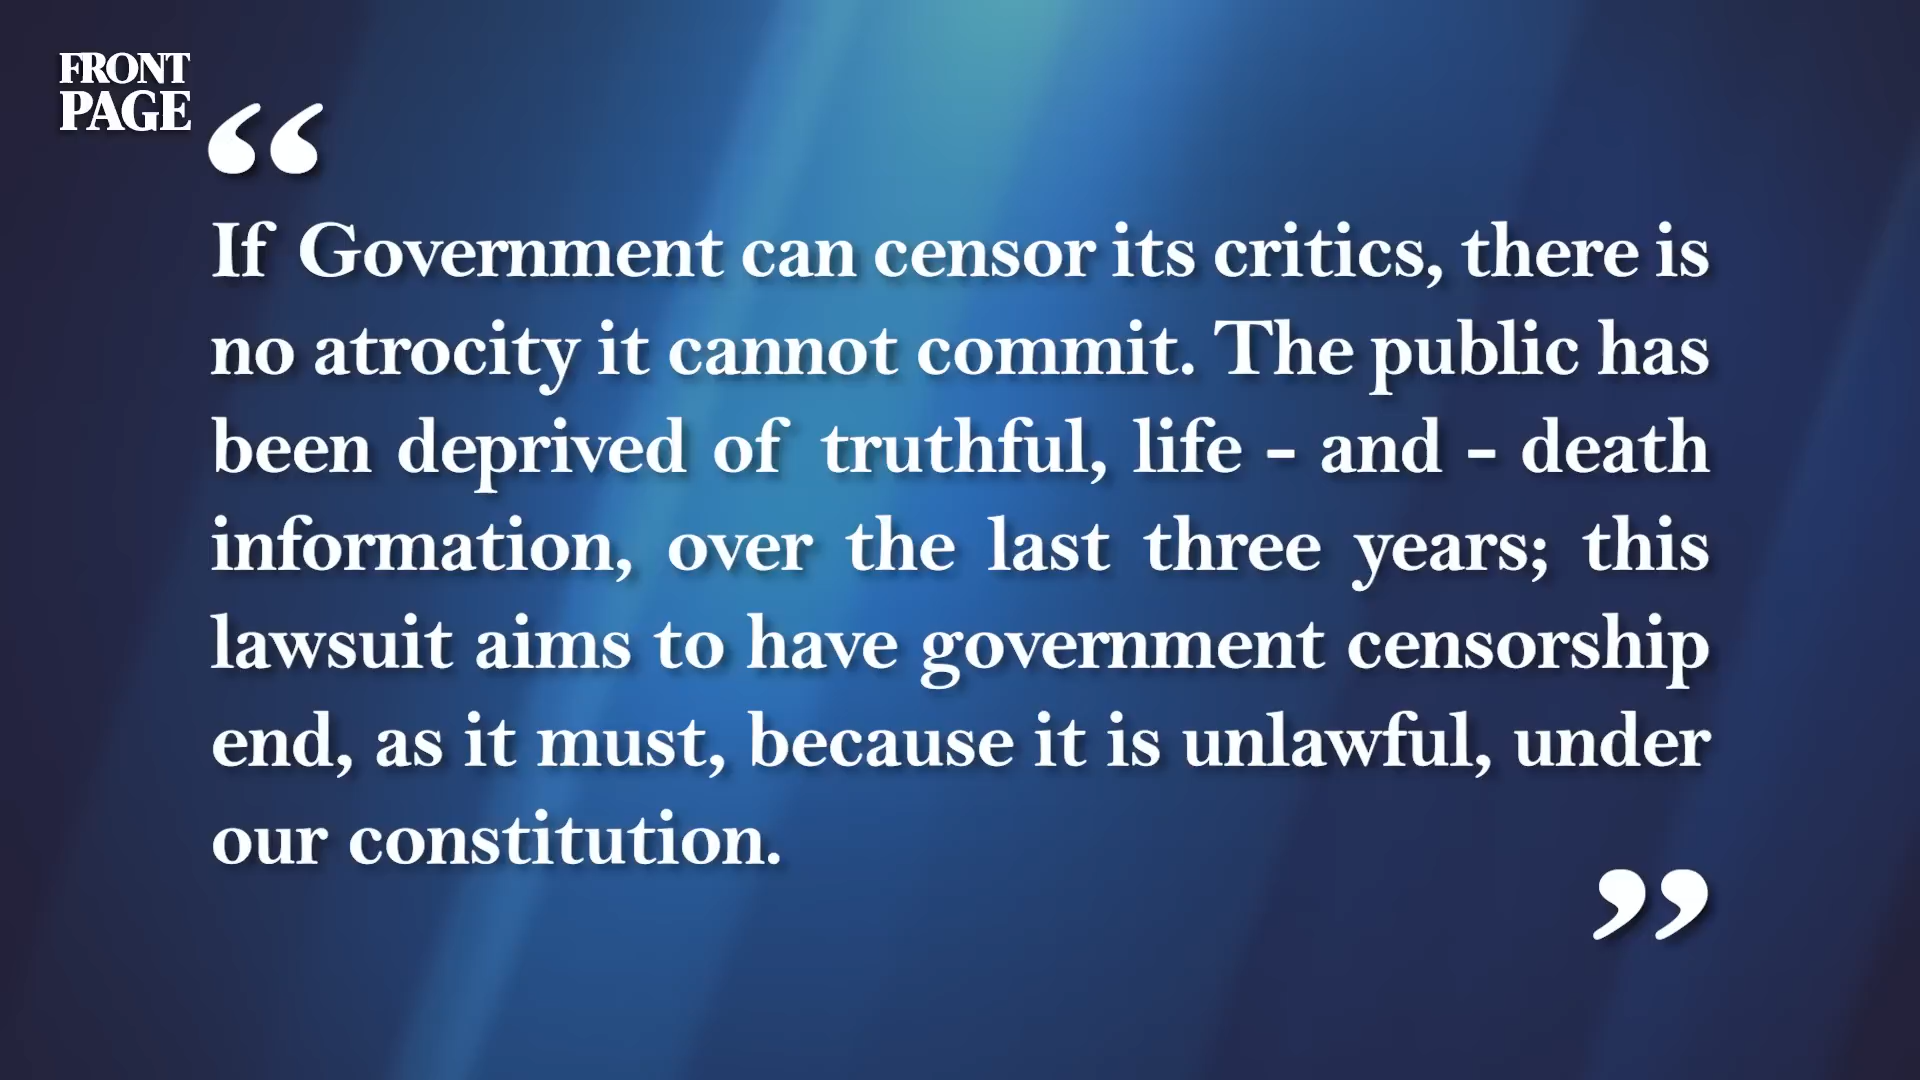 FRONT
PAGE
“
If Government can censor its critics, there is
no atrocity it cannot commit. The public has
been deprived of truthful, life - and - death
information, over the last three years; this
lawsuit aims to have government censorship
end, as it must, because it is unlawful, under
our constitution.
”